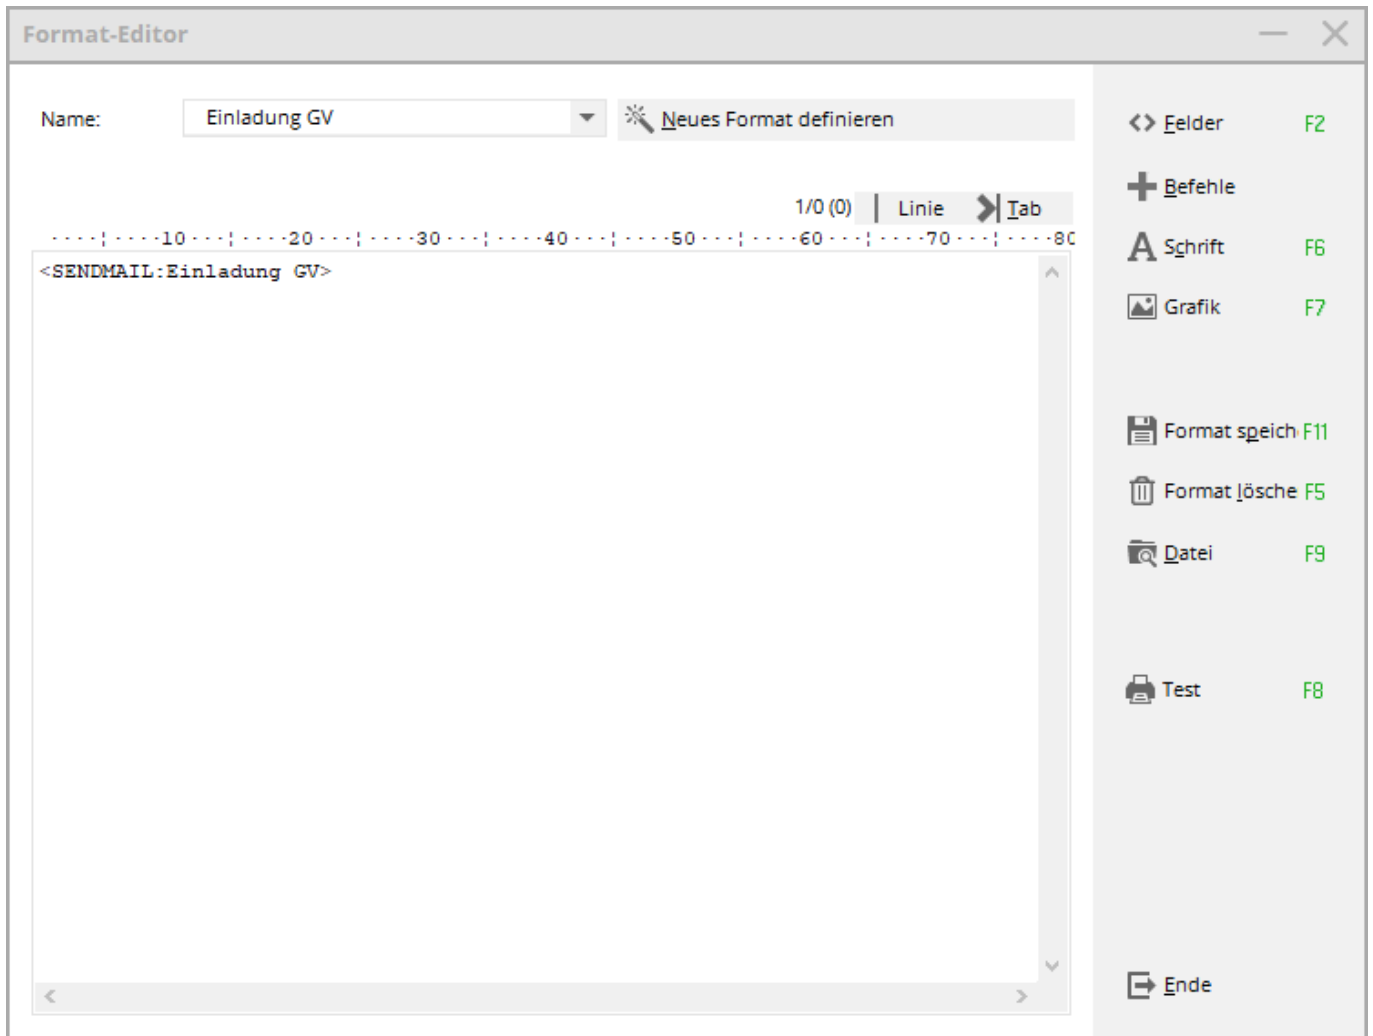 Format-Editor
Name: Einladung GV Neues Format definieren
1/0 (0) Linie Tab
····¦····10···¦····20···¦····30···¦····40···¦····50···¦····60···¦····70···¦····80
<SENDMAIL:Einladung GV>
Felder F2
Befehle
Schrift F6
Grafik F7
Format speich F11
Format lösche F5
Datei F9
Test F8
Ende